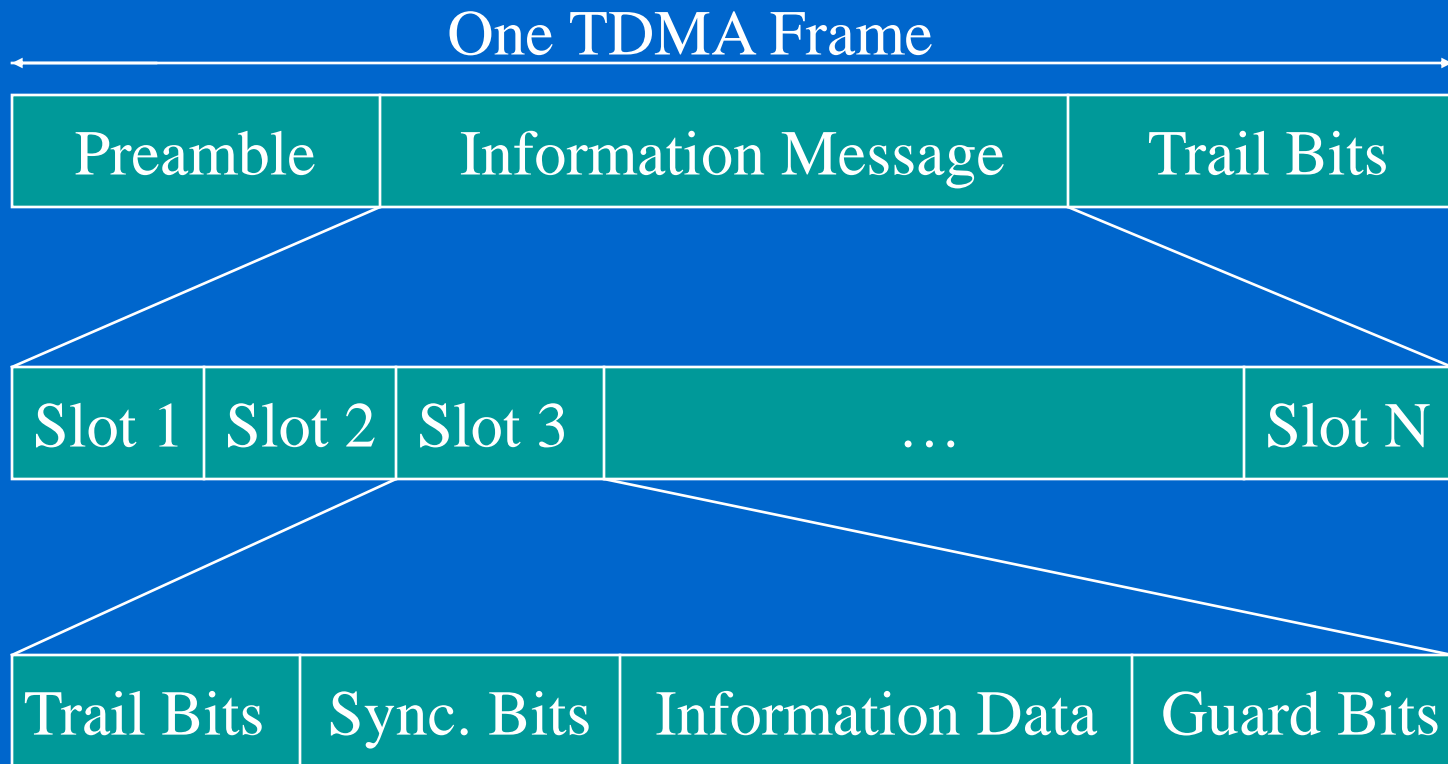 One TDMA Frame
Preamble Information Message Trail Bits
Slot 1 Slot 2 Slot 3 … Slot N
Trail Bits Sync. Bits Information Data Guard Bits